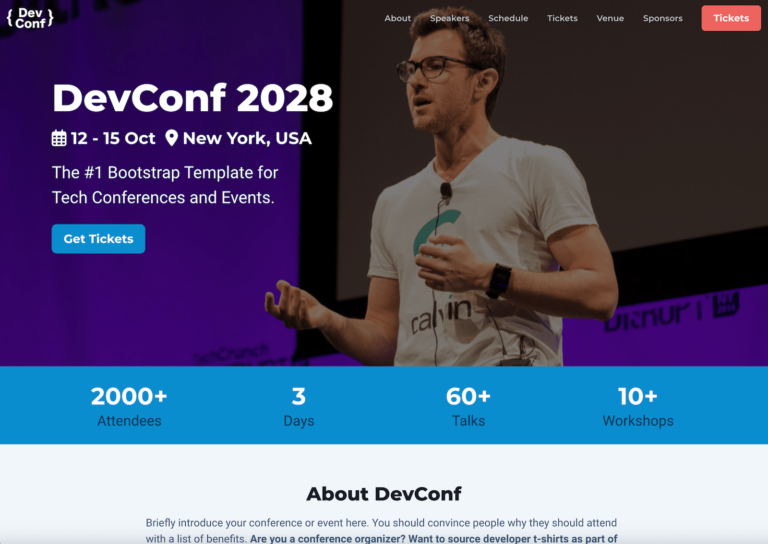 { Dev
Conf }
About Speakers Schedule Tickets Venue Sponsors Tickets
DevConf 2028
12 - 15 Oct New York, USA
The #1 Bootstrap Template for
Tech Conferences and Events.
Get Tickets
calvin
TechCrunch
DISRUPT
2000+ 3 60+ 10+
Attendees Days Talks Workshops
About DevConf
Briefly introduce your conference or event here. You should convince people why they should attend
with a list of benefits. Are you a conference organizer? Want to source developer t-shirts as part of